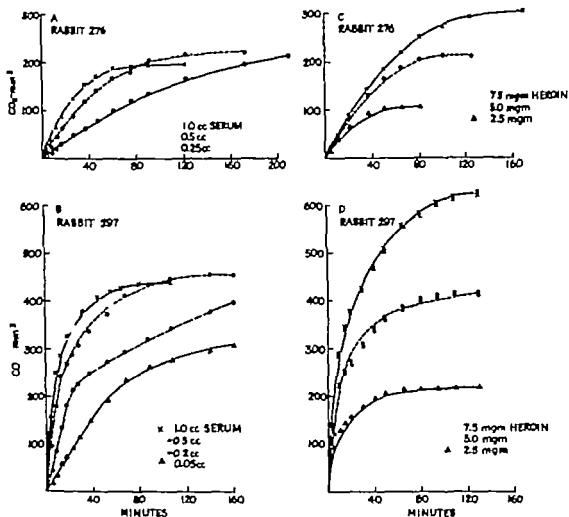 A
RABBIT 276
CO₂-mm³
300
200
100
1.0 cc SERUM
0.5 cc
0.25cc
0 40 80 120 160 200
C
RABBIT 276
300
200
100
7.5 mgm HEROIN
5.0 mgm
▲ 2.5 mgm
0 40 80 120 160
B
RABBIT 297
600
500
400
300
200
100
x 1.0 cc SERUM
▲ 0.05cc
0 40 80 120 160
MINUTES
D
RABBIT 297
600
500
400
300
200
100
7.5 mgm HEROIN
5.0 mgm
▲ 2.5 mgm
0 40 80 120 160
MINUTES